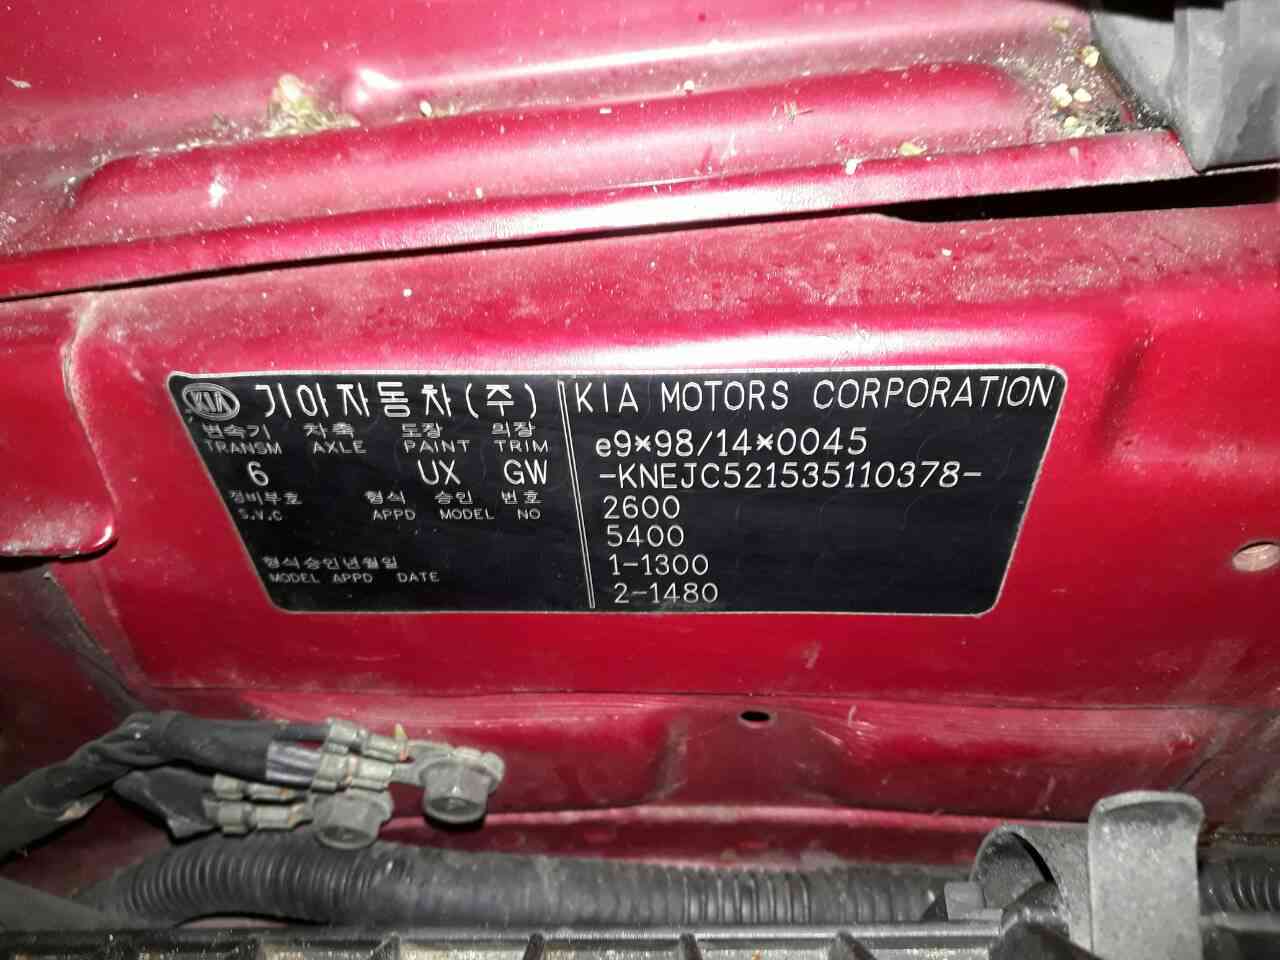 KIA 기아자동차(주)
변속기 차축 도장 의장
TRANSM AXLE PAINT TRIM
6 UX GW
정비부호 형식 승인 번호
S.V.C APPD MODEL NO
형식승인년월일
MODEL APPD DATE
KIA MOTORS CORPORATION
e9*98/14*0045
-KNEJC521535110378-
2600
5400
1-1300
2-1480